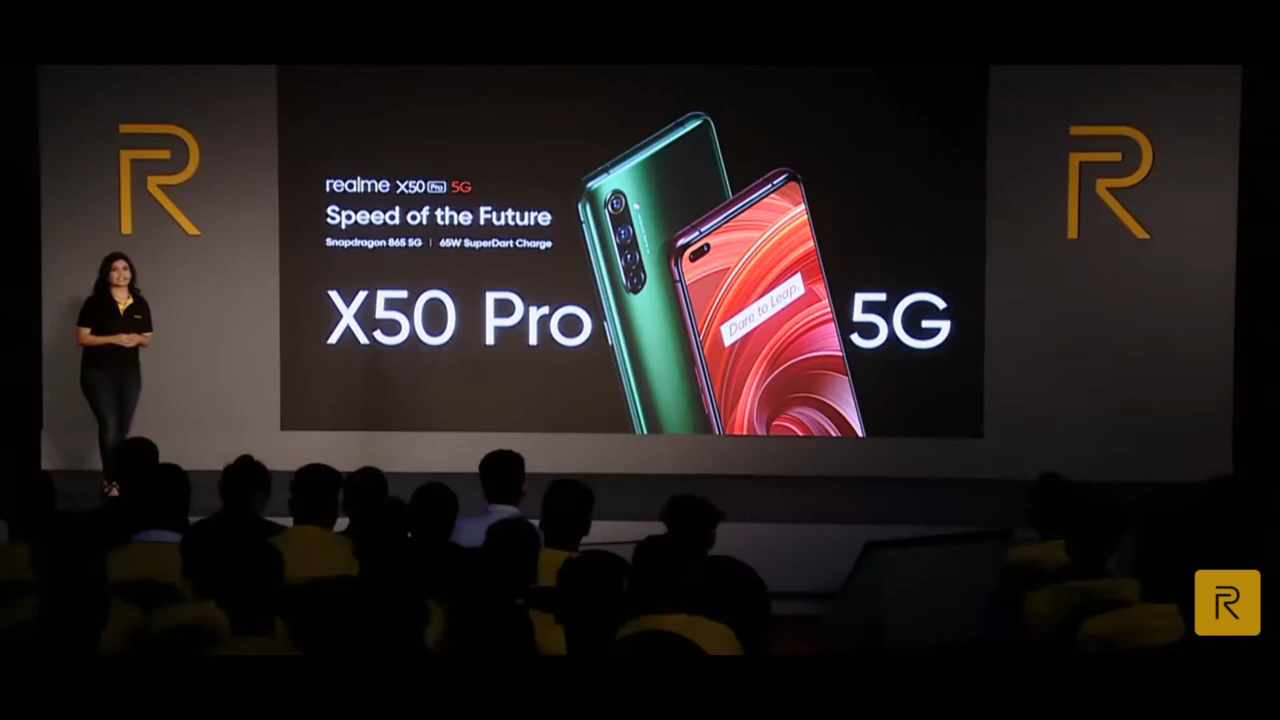 R
R
realme X50 Pro 5G
Speed of the Future
Snapdragon 865 5G | 65W SuperDart Charge
X50 Pro 5G
Dare to Leap.
R